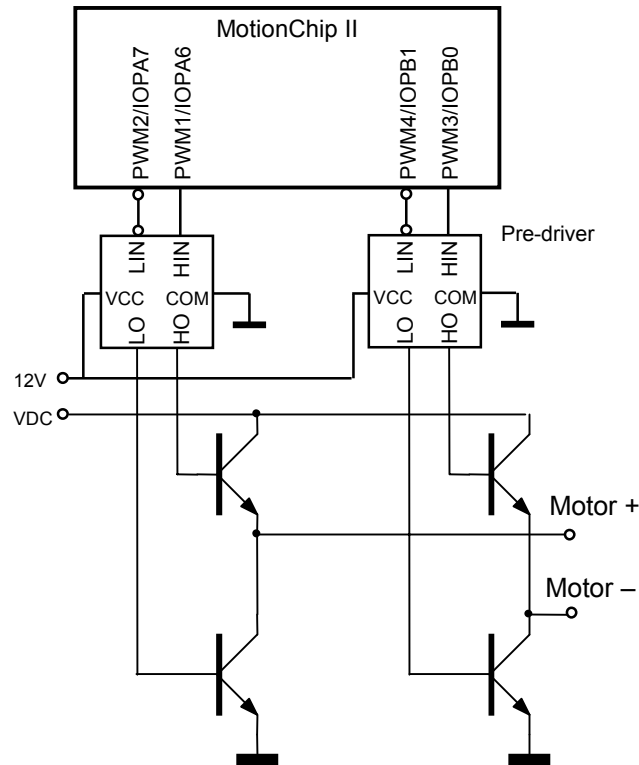 MotionChip II
PWM2/IOPA7
PWM1/IOPA6
PWM4/IOPB1
PWM3/IOPB0
Pre-driver
LIN
HIN
VCC
COM
LO
HO
LIN
HIN
VCC
COM
LO
HO
12V
VDC
Motor +
Motor –